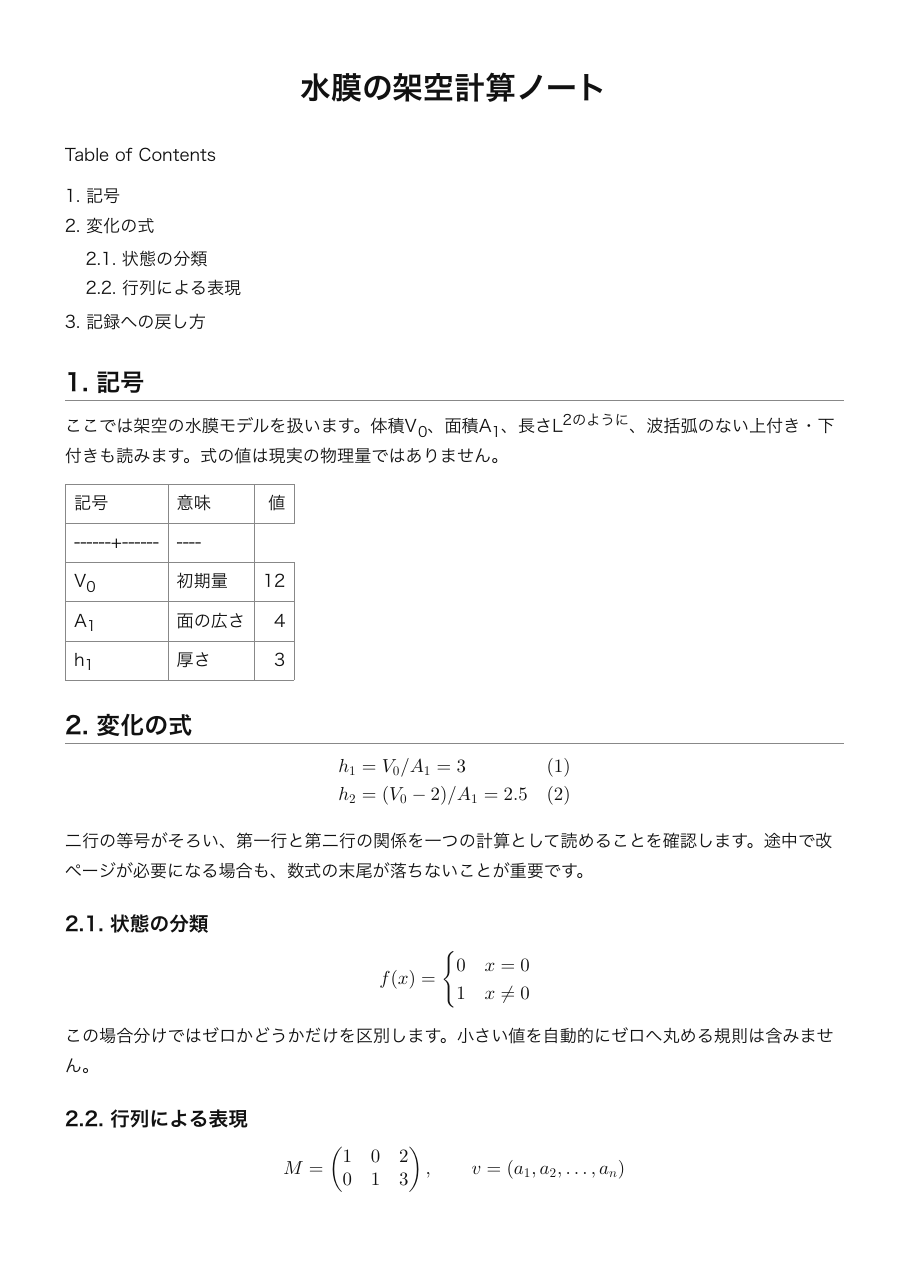 水膜の架空計算ノート
Table of Contents
1. 記号
2. 変化の式
2.1. 状態の分類
2.2. 行列による表現
3. 記録への戻し方
1. 記号
ここでは架空の水膜モデルを扱います。体積V₀、面積A₁、長さL^2のように、波括弧のない上付き・下
付きも読みます。式の値は現実の物理量ではありません。
記号 意味 値
------+------ ----
V₀ 初期量 12
A₁ 面の広さ 4
h₁ 厚さ 3
2. 変化の式
h₁ = V₀/A₁ = 3 (1)
h₂ = (V₀ − 2)/A₁ = 2.5 (2)
二行の等号がそろい、第一行と第二行の関係を一つの計算として読めることを確認します。途中で改
ページが必要になる場合も、数式の末尾が落ちないことが重要です。
2.1. 状態の分類
f(x) = { 0 x = 0
1 x ≠ 0
この場合分けではゼロかどうかだけを区別します。小さい値を自動的にゼロへ丸める規則は含みませ
ん。
2.2. 行列による表現
M = ( 1 0 2
0 1 3 ) , v = (a₁, a₂, . . . , aₙ)